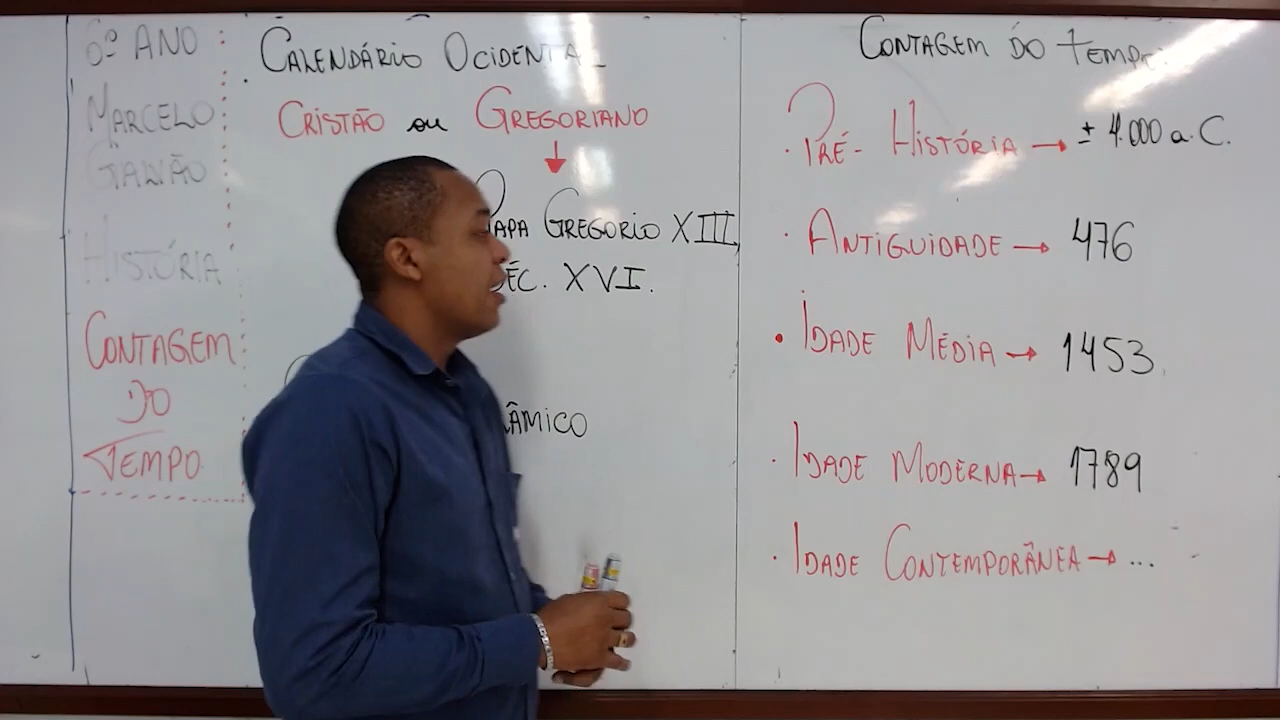 6º ANO
MARCELO
GALVÃO
HISTÓRIA
CONTAGEM
DO
TEMPO
CALENDÁRIO OCIDENTAL
CRISTÃO ou GREGORIANO
PAPA GREGORIO XIII
SÉC. XVI.
ÂMICO
CONTAGEM DO TEMPO
· PRÉ-HISTÓRIA → ± 4.000 a.C.
· ANTIGUIDADE → 476
• IDADE MÉDIA → 1453
· IDADE MODERNA → 1789
· IDADE CONTEMPORÂNEA → ...